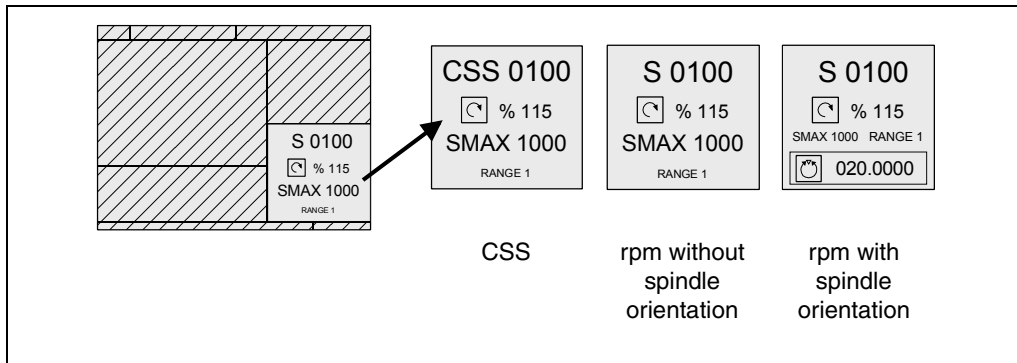 S 0100
% 115
SMAX 1000
RANGE 1
CSS 0100
% 115
SMAX 1000
RANGE 1
CSS
S 0100
% 115
SMAX 1000
RANGE 1
rpm without
spindle
orientation
S 0100
% 115
SMAX 1000 RANGE 1
020.0000
rpm with
spindle
orientation